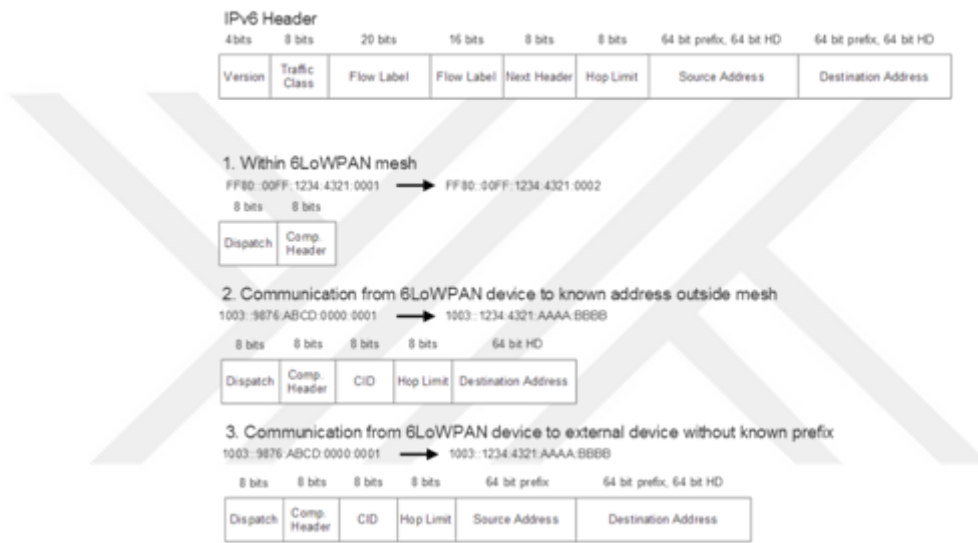 IPv6 Header
4bits 8 bits 20 bits 16 bits 8 bits 8 bits 64 bit prefix, 64 bit HD 64 bit prefix, 64 bit HD
Version Traffic Class Flow Label Flow Label Next Header Hop Limit Source Address Destination Address
1. Within 6LoWPAN mesh
FF80::00FF:1234:4321:0001 FF80::00FF:1234:4321:0002
8 bits 8 bits
Dispatch Comp. Header
2. Communication from 6LoWPAN device to known address outside mesh
1003::9876:ABCD:0000:0001 1003::1234:4321:AAAA:BBBB
8 bits 8 bits 8 bits 8 bits 64 bit HD
Dispatch Comp. Header CID Hop Limit Destination Address
3. Communication from 6LoWPAN device to external device without known prefix
1003::9876:ABCD:0000:0001 1003::1234:4321:AAAA:BBBB
8 bits 8 bits 8 bits 8 bits 64 bit prefix 64 bit prefix, 64 bit HD
Dispatch Comp. Header CID Hop Limit Source Address Destination Address